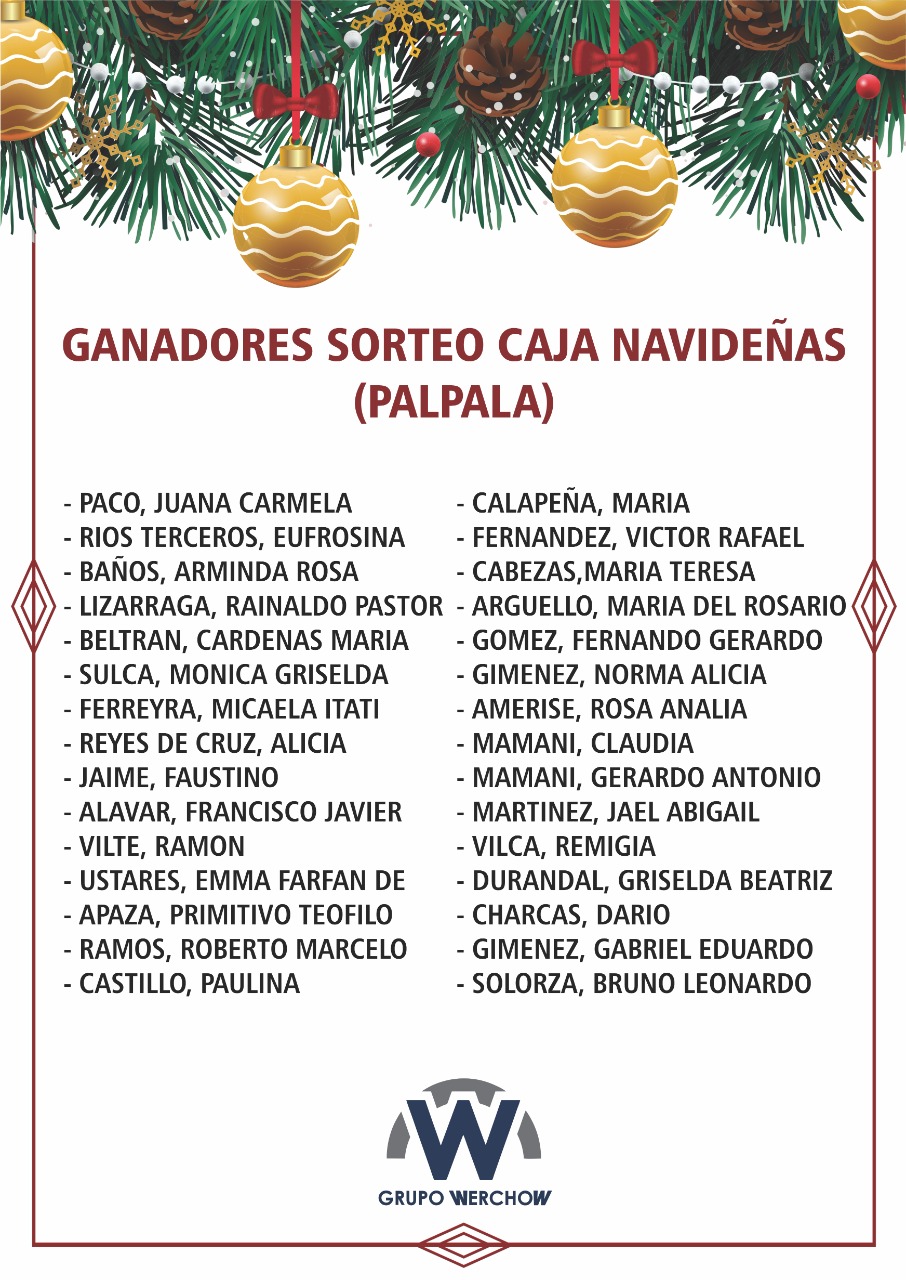 GANADORES SORTEO CAJA NAVIDEÑAS
(PALPALA)
- PACO, JUANA CARMELA
- RIOS TERCEROS, EUFROSINA
- BAÑOS, ARMINDA ROSA
- LIZARRAGA, RAINALDO PASTOR
- BELTRAN, CARDENAS MARIA
- SULCA, MONICA GRISELDA
- FERREYRA, MICAELA ITATI
- REYES DE CRUZ, ALICIA
- JAIME, FAUSTINO
- ALAVAR, FRANCISCO JAVIER
- VILTE, RAMON
- USTARES, EMMA FARFAN DE
- APAZA, PRIMITIVO TEOFILO
- RAMOS, ROBERTO MARCELO
- CASTILLO, PAULINA
- CALAPEÑA, MARIA
- FERNANDEZ, VICTOR RAFAEL
- CABEZAS,MARIA TERESA
- ARGUELLO, MARIA DEL ROSARIO
- GOMEZ, FERNANDO GERARDO
- GIMENEZ, NORMA ALICIA
- AMERISE, ROSA ANALIA
- MAMANI, CLAUDIA
- MAMANI, GERARDO ANTONIO
- MARTINEZ, JAEL ABIGAIL
- VILCA, REMIGIA
- DURANDAL, GRISELDA BEATRIZ
- CHARCAS, DARIO
- GIMENEZ, GABRIEL EDUARDO
- SOLORZA, BRUNO LEONARDO
W
GRUPO WERCHOW